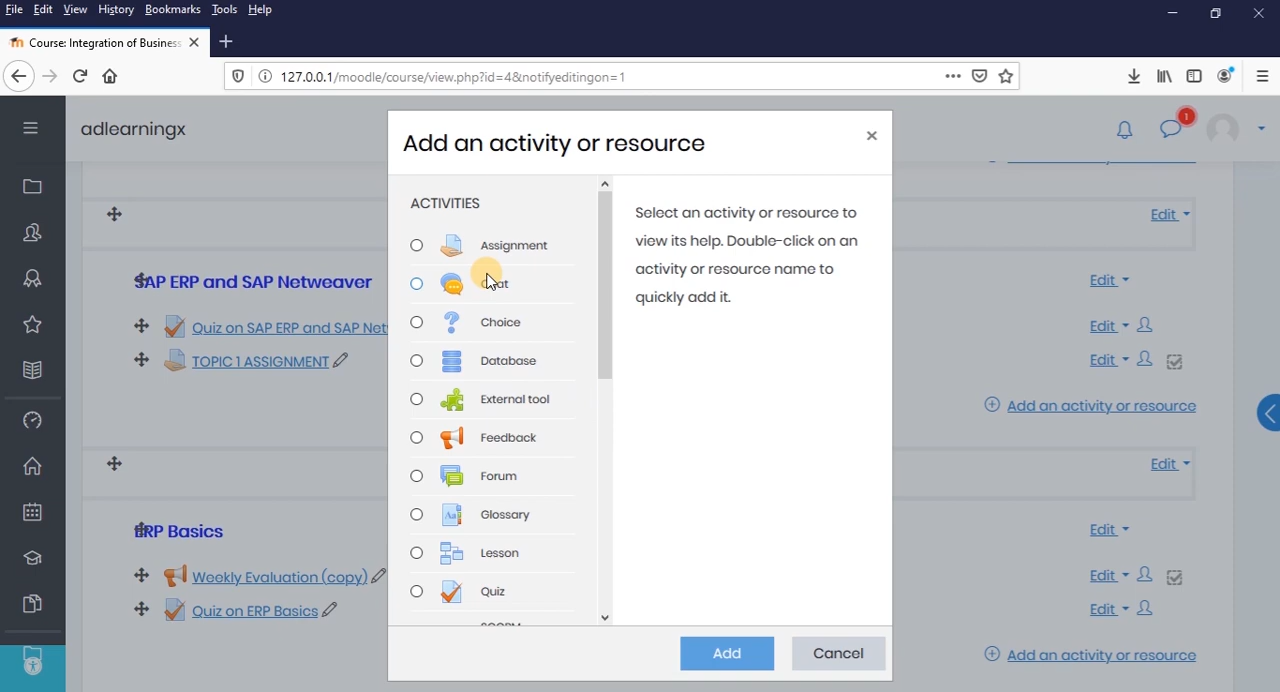 File Edit View History Bookmarks Tools Help
Course: Integration of Business
127.0.0.1/moodle/course/view.php?id=4&notifyeditingon=1
adlearningx
1
Edit
SAP ERP and SAP Netweaver
Edit
Quiz on SAP ERP and SAP Net
Edit
TOPIC 1 ASSIGNMENT
Edit
Add an activity or resource
Edit
ERP Basics
Edit
Weekly Evaluation (copy)
Edit
Quiz on ERP Basics
Edit
Add an activity or resource
Add an activity or resource
ACTIVITIES
Assignment
Choice
Database
External tool
Feedback
Forum
Glossary
Lesson
Quiz
Select an activity or resource to
view its help. Double-click on an
activity or resource name to
quickly add it.
Add
Cancel